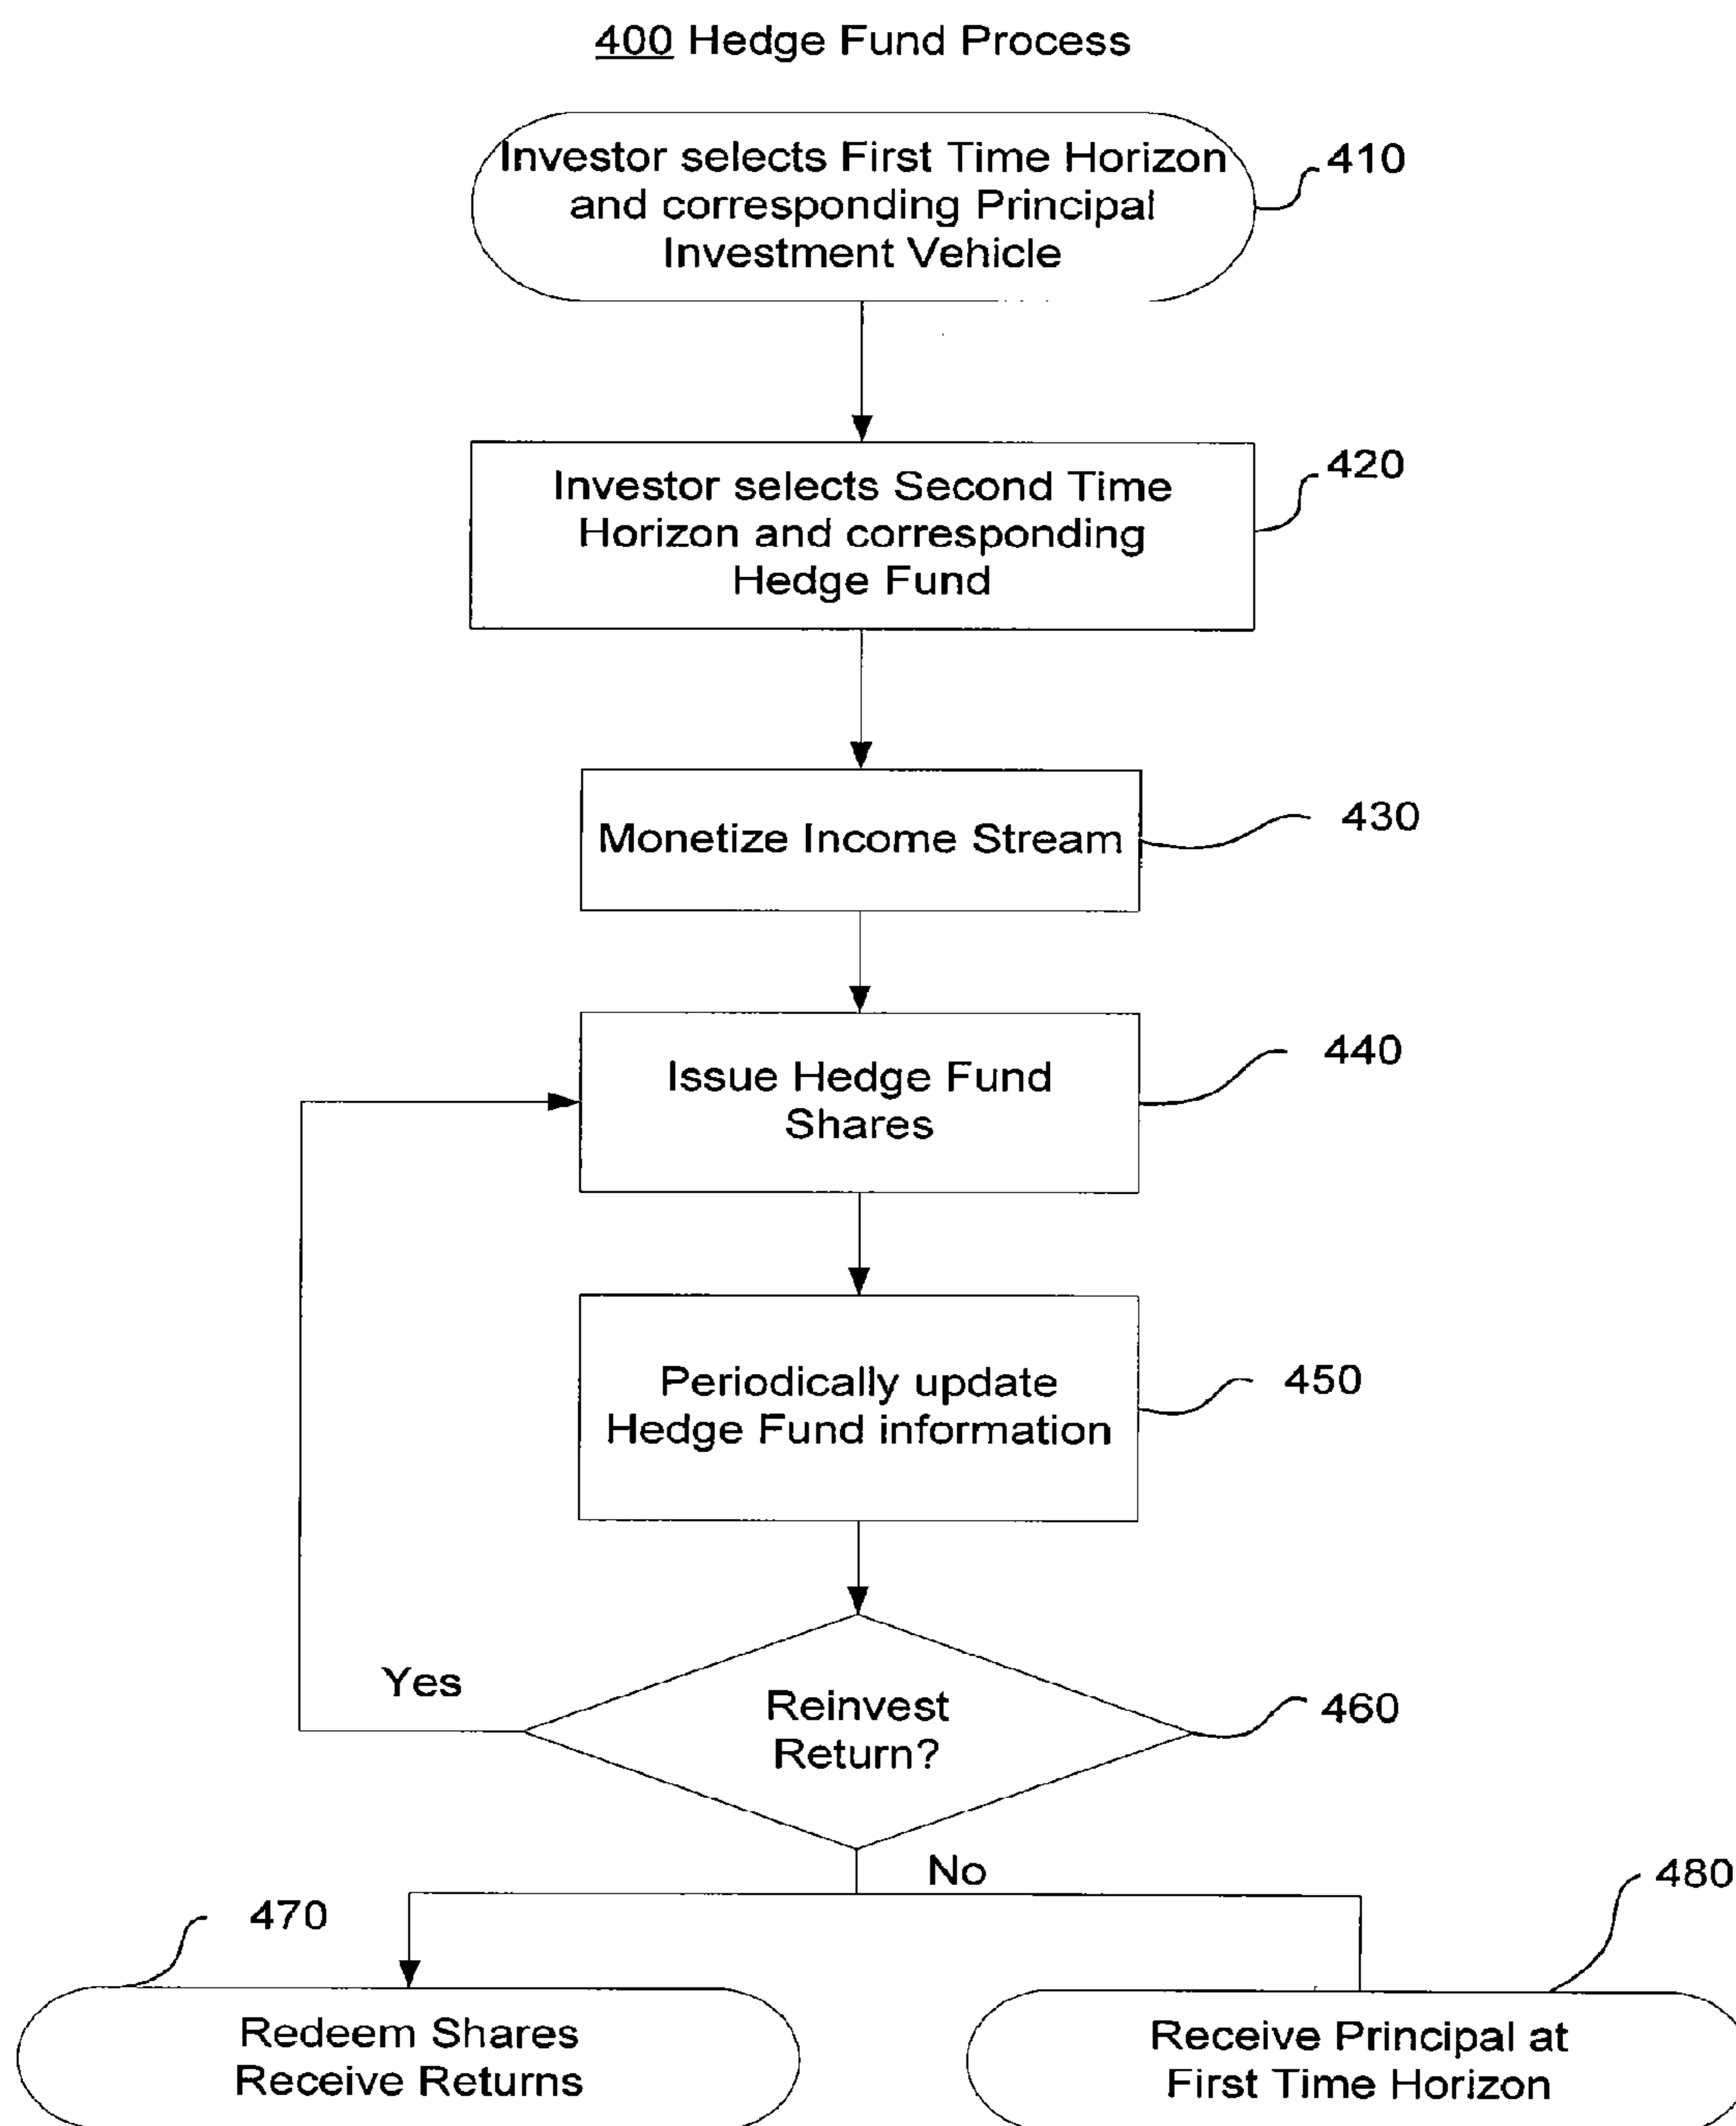 400 Hedge Fund Process
Investor selects First Time Horizon
and corresponding Principal
Investment Vehicle
410
Investor selects Second Time
Horizon and corresponding
Hedge Fund
420
Monetize Income Stream
430
Issue Hedge Fund
Shares
440
Periodically update
Hedge Fund information
450
Yes
Reinvest
Return?
460
No
470
480
Redeem Shares
Receive Returns
Receive Principal at
First Time Horizon